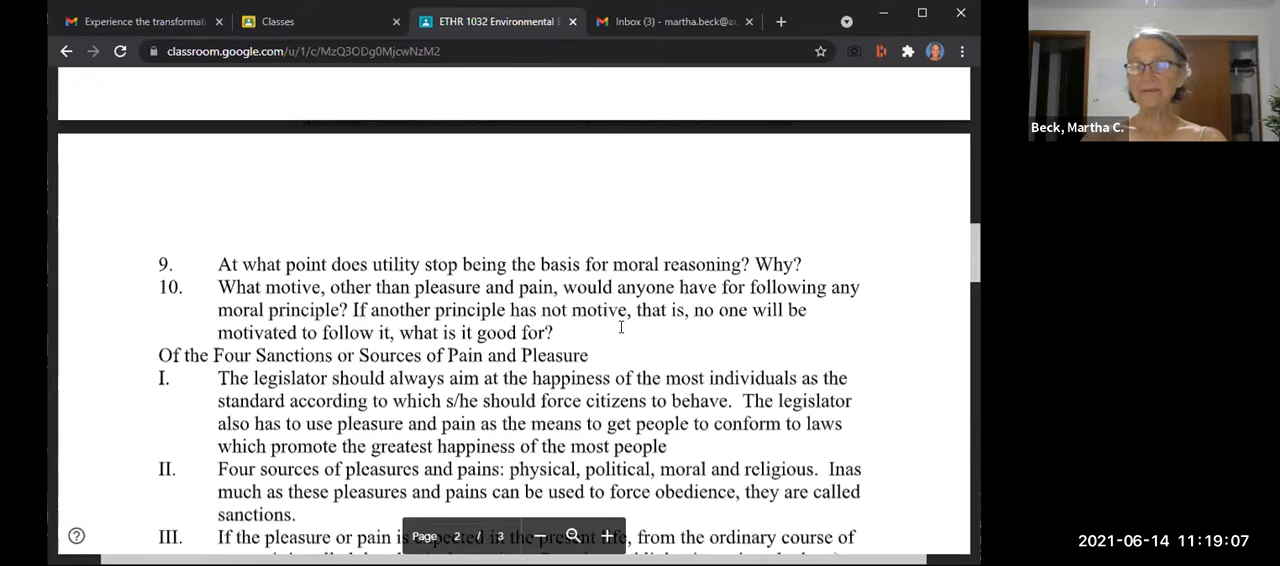 Experience the transformati
Classes
ETHR 1032 Environmental E
Inbox (3) - martha.beck@
classroom.google.com/u/1/c/MzQ3ODg0MjcwNzM2
Beck, Martha C.
9. At what point does utility stop being the basis for moral reasoning? Why?
10. What motive, other than pleasure and pain, would anyone have for following any
moral principle? If another principle has not motive, that is, no one will be
motivated to follow it, what is it good for?
Of the Four Sanctions or Sources of Pain and Pleasure
I. The legislator should always aim at the happiness of the most individuals as the
standard according to which s/he should force citizens to behave. The legislator
also has to use pleasure and pain as the means to get people to conform to laws
which promote the greatest happiness of the most people
II. Four sources of pleasures and pains: physical, political, moral and religious. Inas
much as these pleasures and pains can be used to force obedience, they are called
sanctions.
III. If the pleasure or pain is expected in the present life, from the ordinary course of
Page 2 / 3
2021-06-14 11:19:07